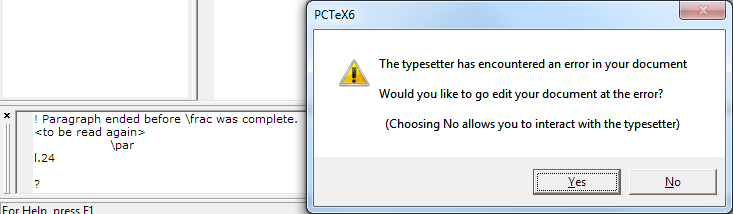 PCTeX6
The typesetter has encountered an error in your document
Would you like to go edit your document at the error?
(Choosing No allows you to interact with the typesetter)
Yes
No
! Paragraph ended before \frac was complete.
<to be read again>
\par
l.24
?
For Help, press F1